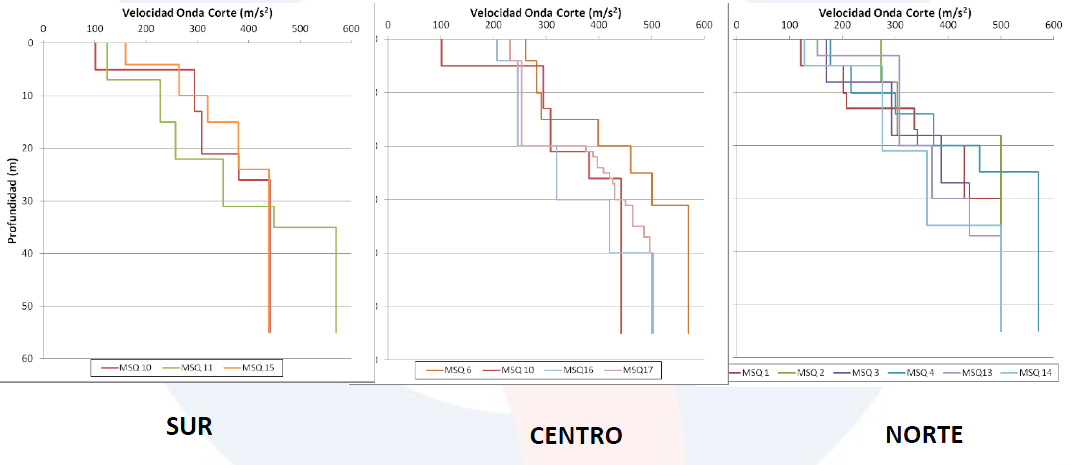 Velocidad Onda Corte (m/s²)
0 100 200 300 400 500 600
0
10
20
30
40
50
60
Profundidad (m)
MSQ 10 MSQ 11 MSQ 15
SUR
Velocidad Onda Corte (m/s²)
100 200 300 400 500 600
MSQ 6 MSQ 10 MSQ16 MSQ17
CENTRO
Velocidad Onda Corte (m/s²)
0 100 200 300 400 500 600
MSQ 1 MSQ 2 MSQ 3 MSQ 4 MSQ13 MSQ 14
NORTE